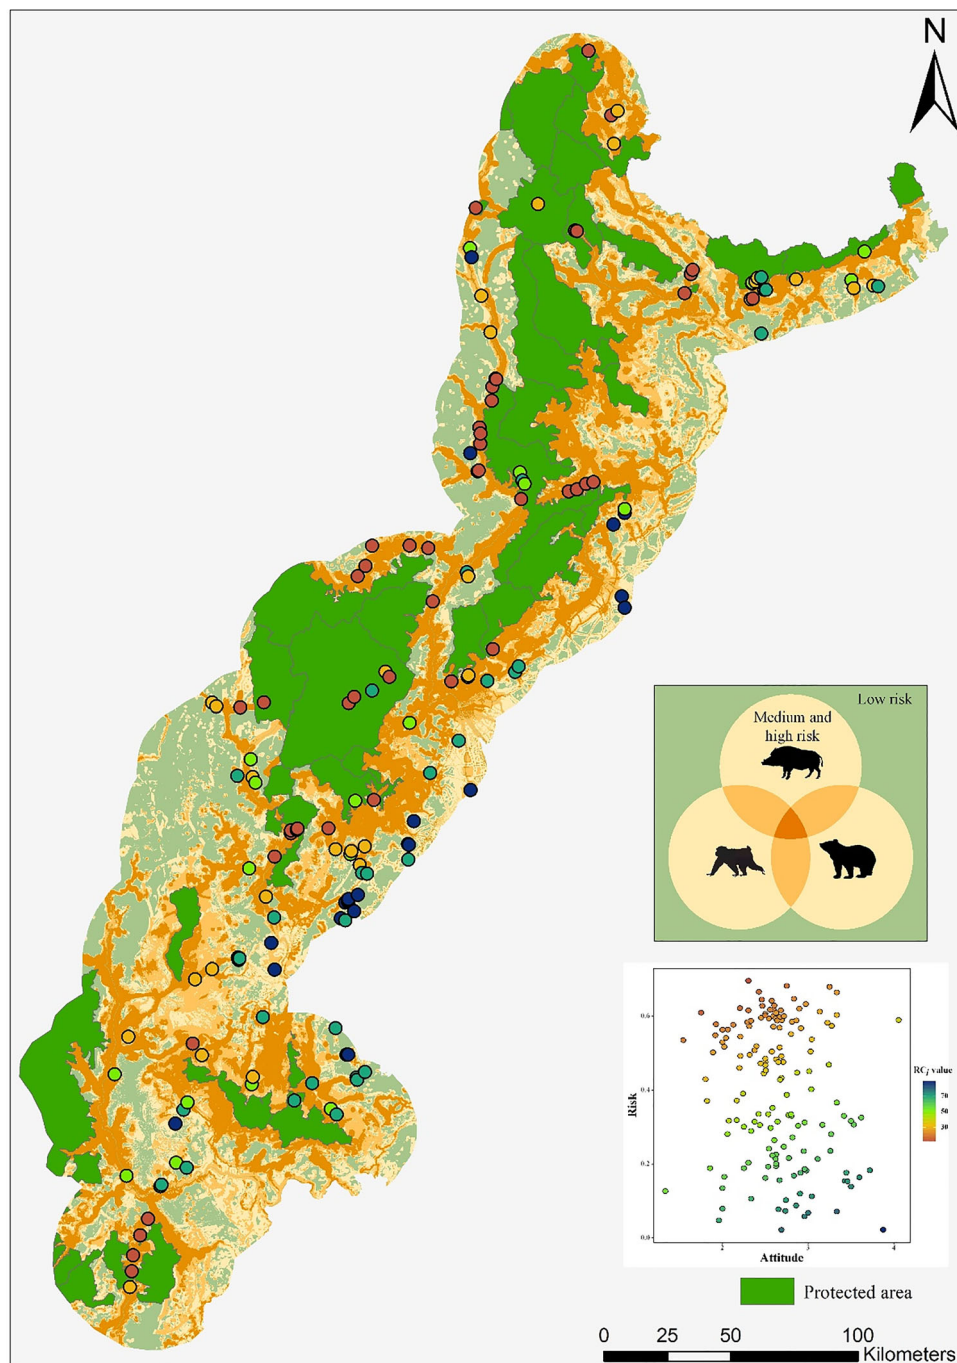 N
Low risk
Medium and
high risk
0.6
0.4
0.2
0.0
Risk
2
3
4
Attitude
RCj value
70
50
30
Protected area
0
25
50
100
Kilometers